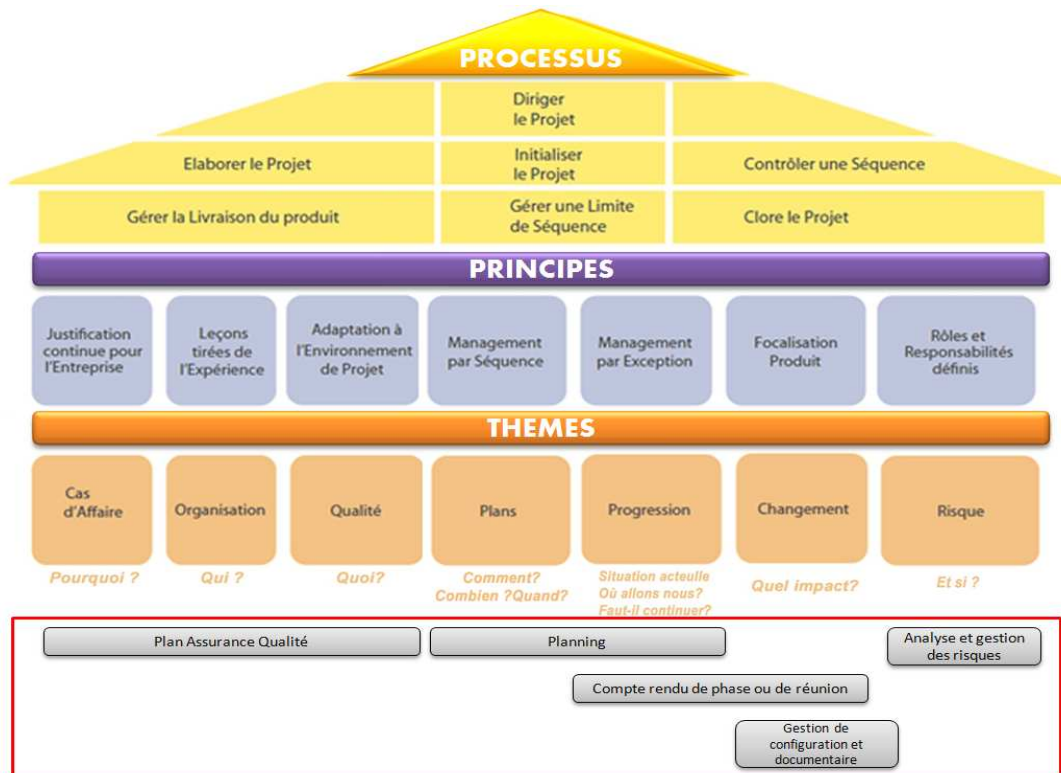 PROCESSUS
Diriger
le Projet
Elaborer le Projet
Initialiser
le Projet
Contrôler une Séquence
Gérer la Livraison du produit
Gérer une Limite
de Séquence
Clore le Projet
PRINCIPES
Justification
continue pour
l'Entreprise
Leçons
tirées de
l'Expérience
Adaptation à
l'Environnement
de Projet
Management
par Séquence
Management
par Exception
Focalisation
Produit
Rôles et
Responsabilités
définis
THEMES
Cas
d'Affaire
Organisation
Qualité
Plans
Progression
Changement
Risque
Pourquoi ?
Qui ?
Quoi?
Comment?
Combien ?Quand?
Situation acteulle
Où allons nous?
Faut-il continuer?
Quel impact?
Et si ?
Plan Assurance Qualité
Planning
Analyse et gestion
des risques
Compte rendu de phase ou de réunion
Gestion de
configuration et
documentaire